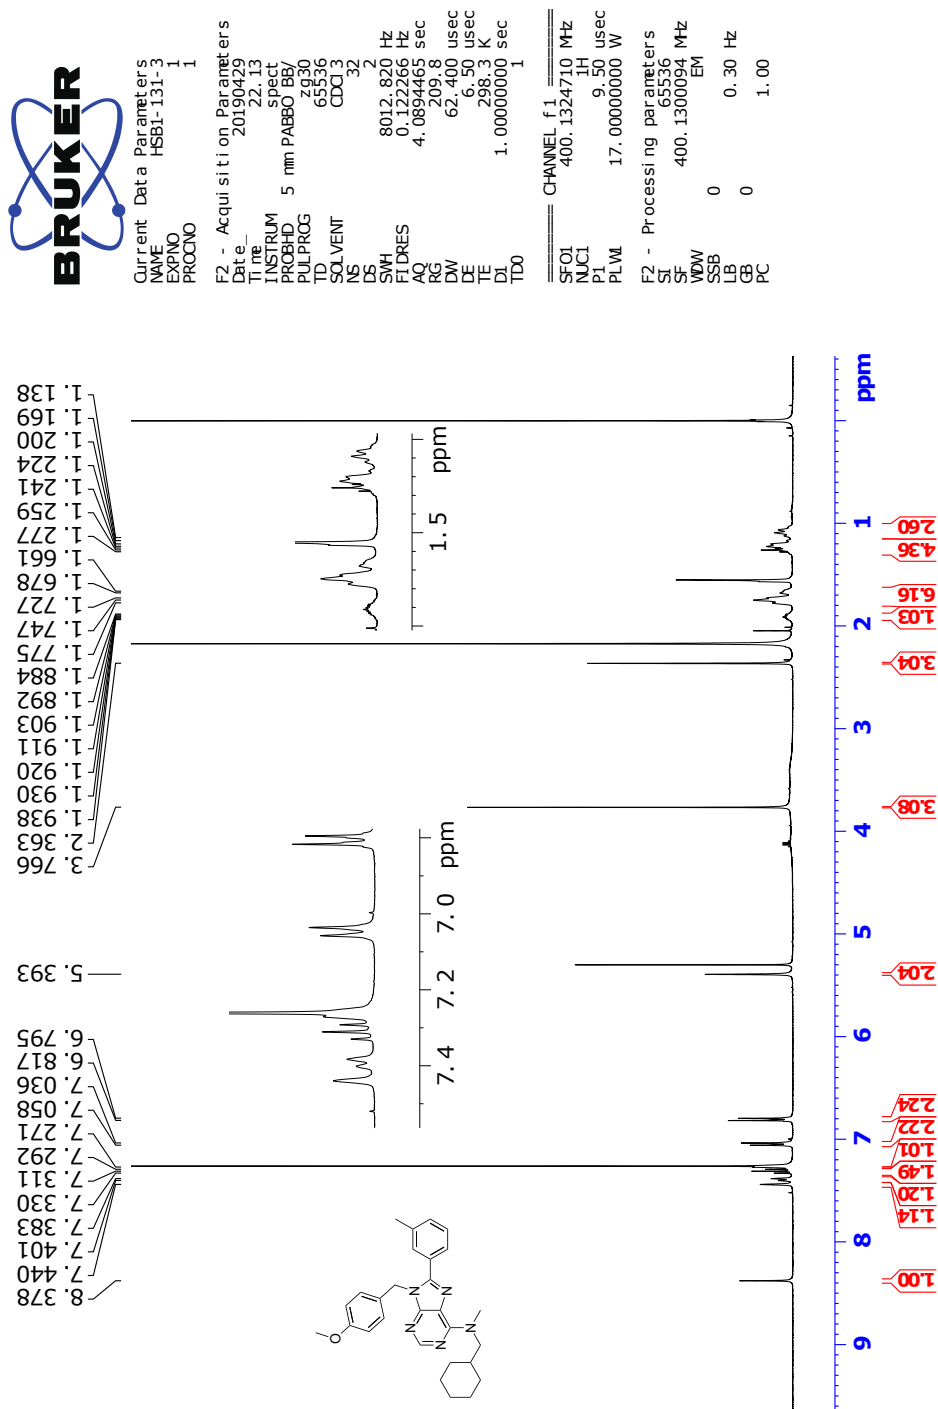 BRUKER
Current Data Parameters
NAME HSB1-131-3
EXPNO 1
PROCNO 1
F2 - Acquisition Parameters
Date_ 20190429
Time 22.13
INSTRUM spect
PROBHD 5 mm PABBO BB/
PULPROG zg30
TD 65536
SOLVENT CDCl3
NS 32
DS 2
SWH 8012.820 Hz
FIDRES 0.122266 Hz
AQ 4.0894465 sec
RG 209.8
DW 62.400 usec
DE 6.50 usec
TE 298.3 K
D1 1.00000000 sec
TD0 1
======== CHANNEL f1 ========
SFO1 400.1324710 MHz
NUC1 1H
P1 9.50 usec
PLW1 17.00000000 W
F2 - Processing parameters
SI 65536
SF 400.1300094 MHz
WDW EM
SSB 0
LB 0.30 Hz
GB 0
PC 1.00
8.378
7.440
7.401
7.383
7.330
7.311
7.292
7.271
7.058
7.036
6.817
6.795
5.393
3.766
2.363
1.938
1.930
1.920
1.911
1.903
1.892
1.884
1.775
1.747
1.727
1.678
1.661
1.277
1.259
1.241
1.224
1.200
1.169
1.138
7.4 7.2 7.0 ppm
1.5 ppm
O
N
N
N
N
N
9 8 7 6 5 4 3 2 1 ppm
1.00
1.14
1.20
1.49
1.01
2.22
2.24
2.04
3.08
3.04
1.03
6.16
4.36
2.60